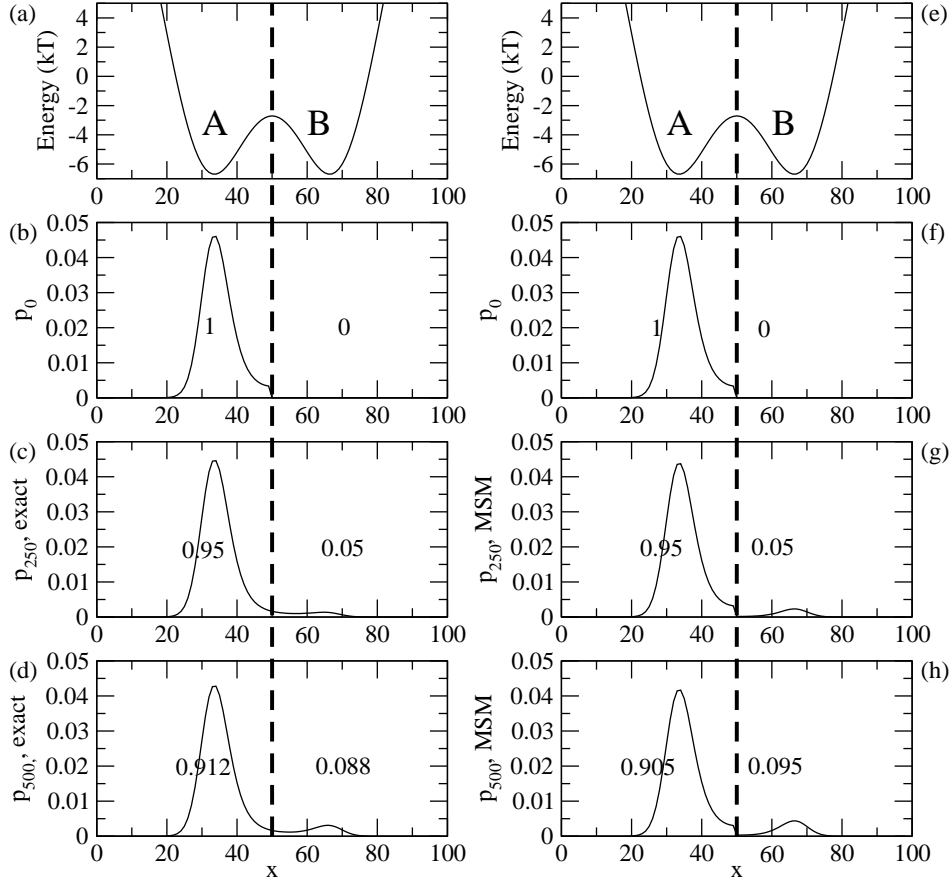 (a)
Energy (kT)
4
2
0
-2
-4
-6
A
B
0 20 40 60 80 100
(e)
Energy (kT)
4
2
0
-2
-4
-6
A
B
0 20 40 60 80 100
(b)
p0
0.05
0.04
0.03
0.02
0.01
0
1
0
0 20 40 60 80 100
(f)
p0
0.05
0.04
0.03
0.02
0.01
0
1
0
0 20 40 60 80 100
(c)
p250, exact
0.05
0.04
0.03
0.02
0.01
0
0.95
0.05
0 20 40 60 80 100
(g)
p250, MSM
0.05
0.04
0.03
0.02
0.01
0
0.95
0.05
0 20 40 60 80 100
(d)
p500, exact
0.05
0.04
0.03
0.02
0.01
0
0.912
0.088
0 20 40 60 80 100
x
(h)
p500, MSM
0.05
0.04
0.03
0.02
0.01
0
0.905
0.095
0 20 40 60 80 100
x